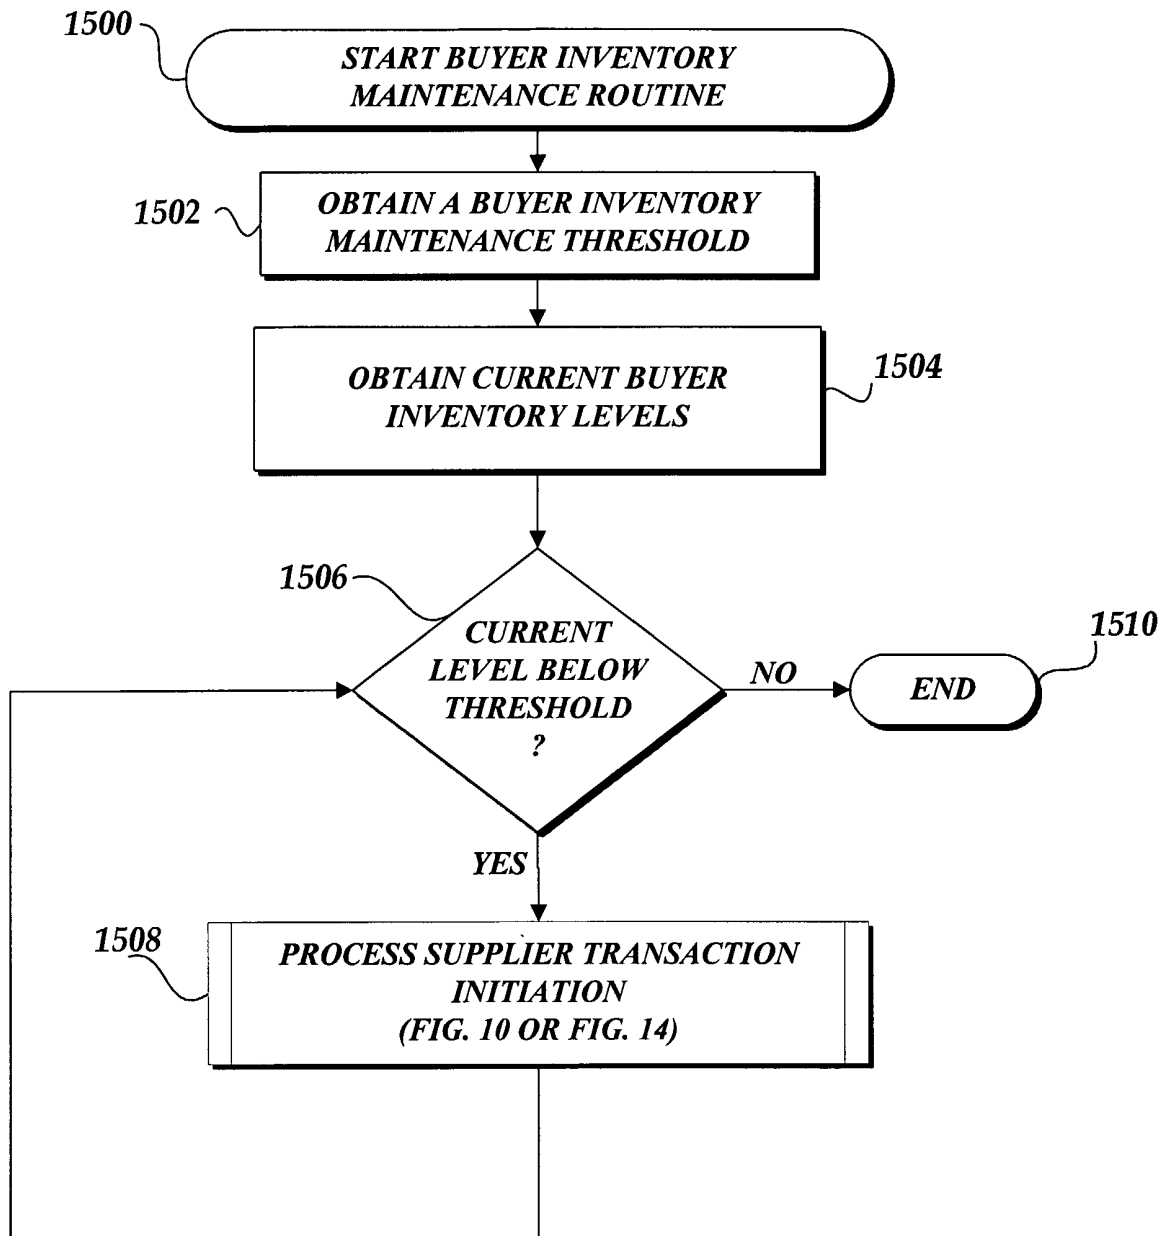 1500
START BUYER INVENTORY
MAINTENANCE ROUTINE
1502
OBTAIN A BUYER INVENTORY
MAINTENANCE THRESHOLD
1504
OBTAIN CURRENT BUYER
INVENTORY LEVELS
1506
CURRENT
LEVEL BELOW
THRESHOLD
?
NO
1510
END
YES
1508
PROCESS SUPPLIER TRANSACTION
INITIATION
(FIG. 10 OR FIG. 14)